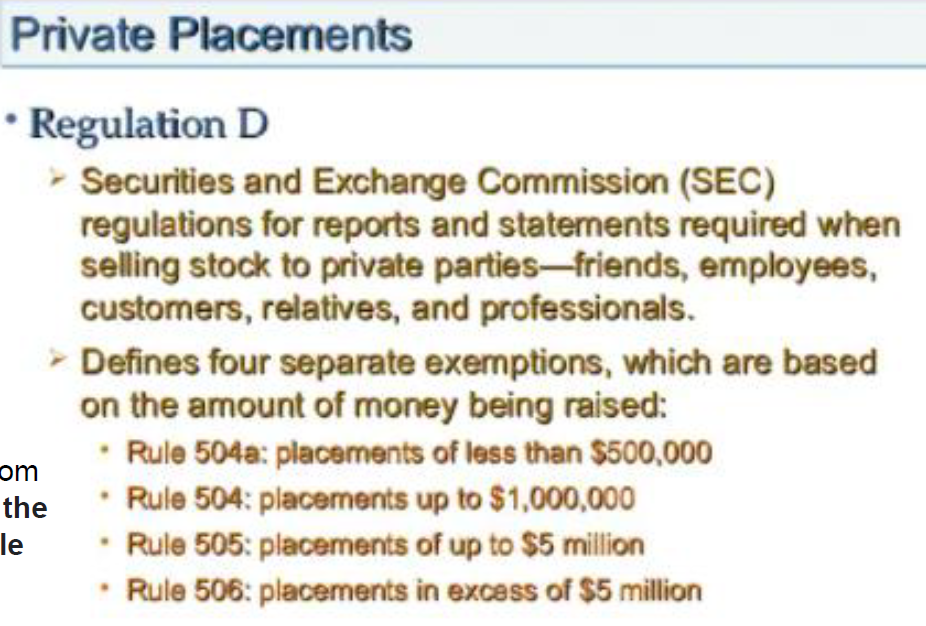 Private Placements
• Regulation D
➢ Securities and Exchange Commission (SEC)
regulations for reports and statements required when
selling stock to private parties—friends, employees,
customers, relatives, and professionals.
➢ Defines four separate exemptions, which are based
on the amount of money being raised:
• Rule 504a: placements of less than $500,000
• Rule 504: placements up to $1,000,000
• Rule 505: placements of up to $5 million
• Rule 506: placements in excess of $5 million
om
the
le